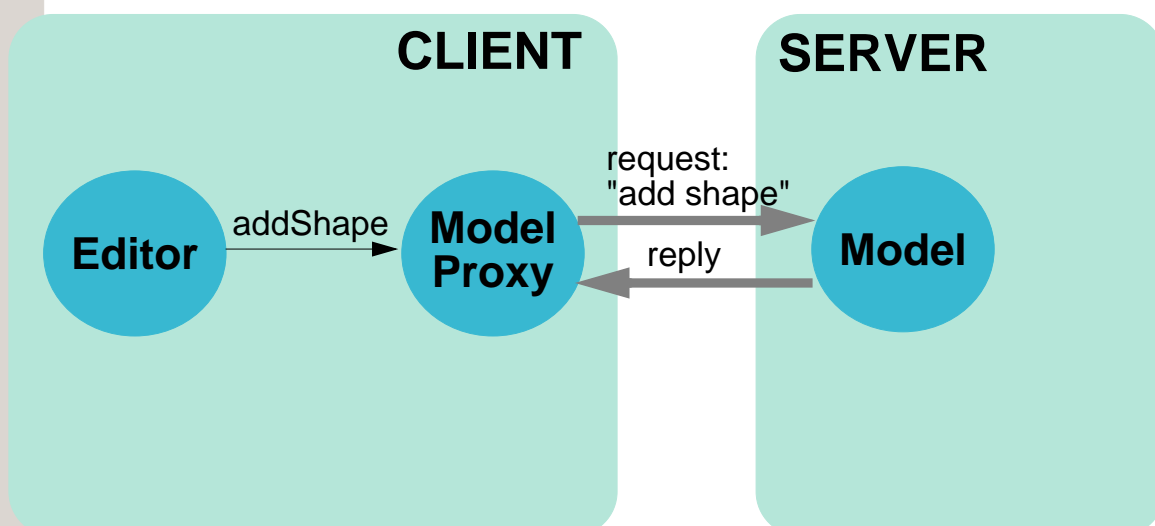 CLIENT
SERVER
request:
"add shape"
addShape
Editor
Model
Proxy
reply
Model